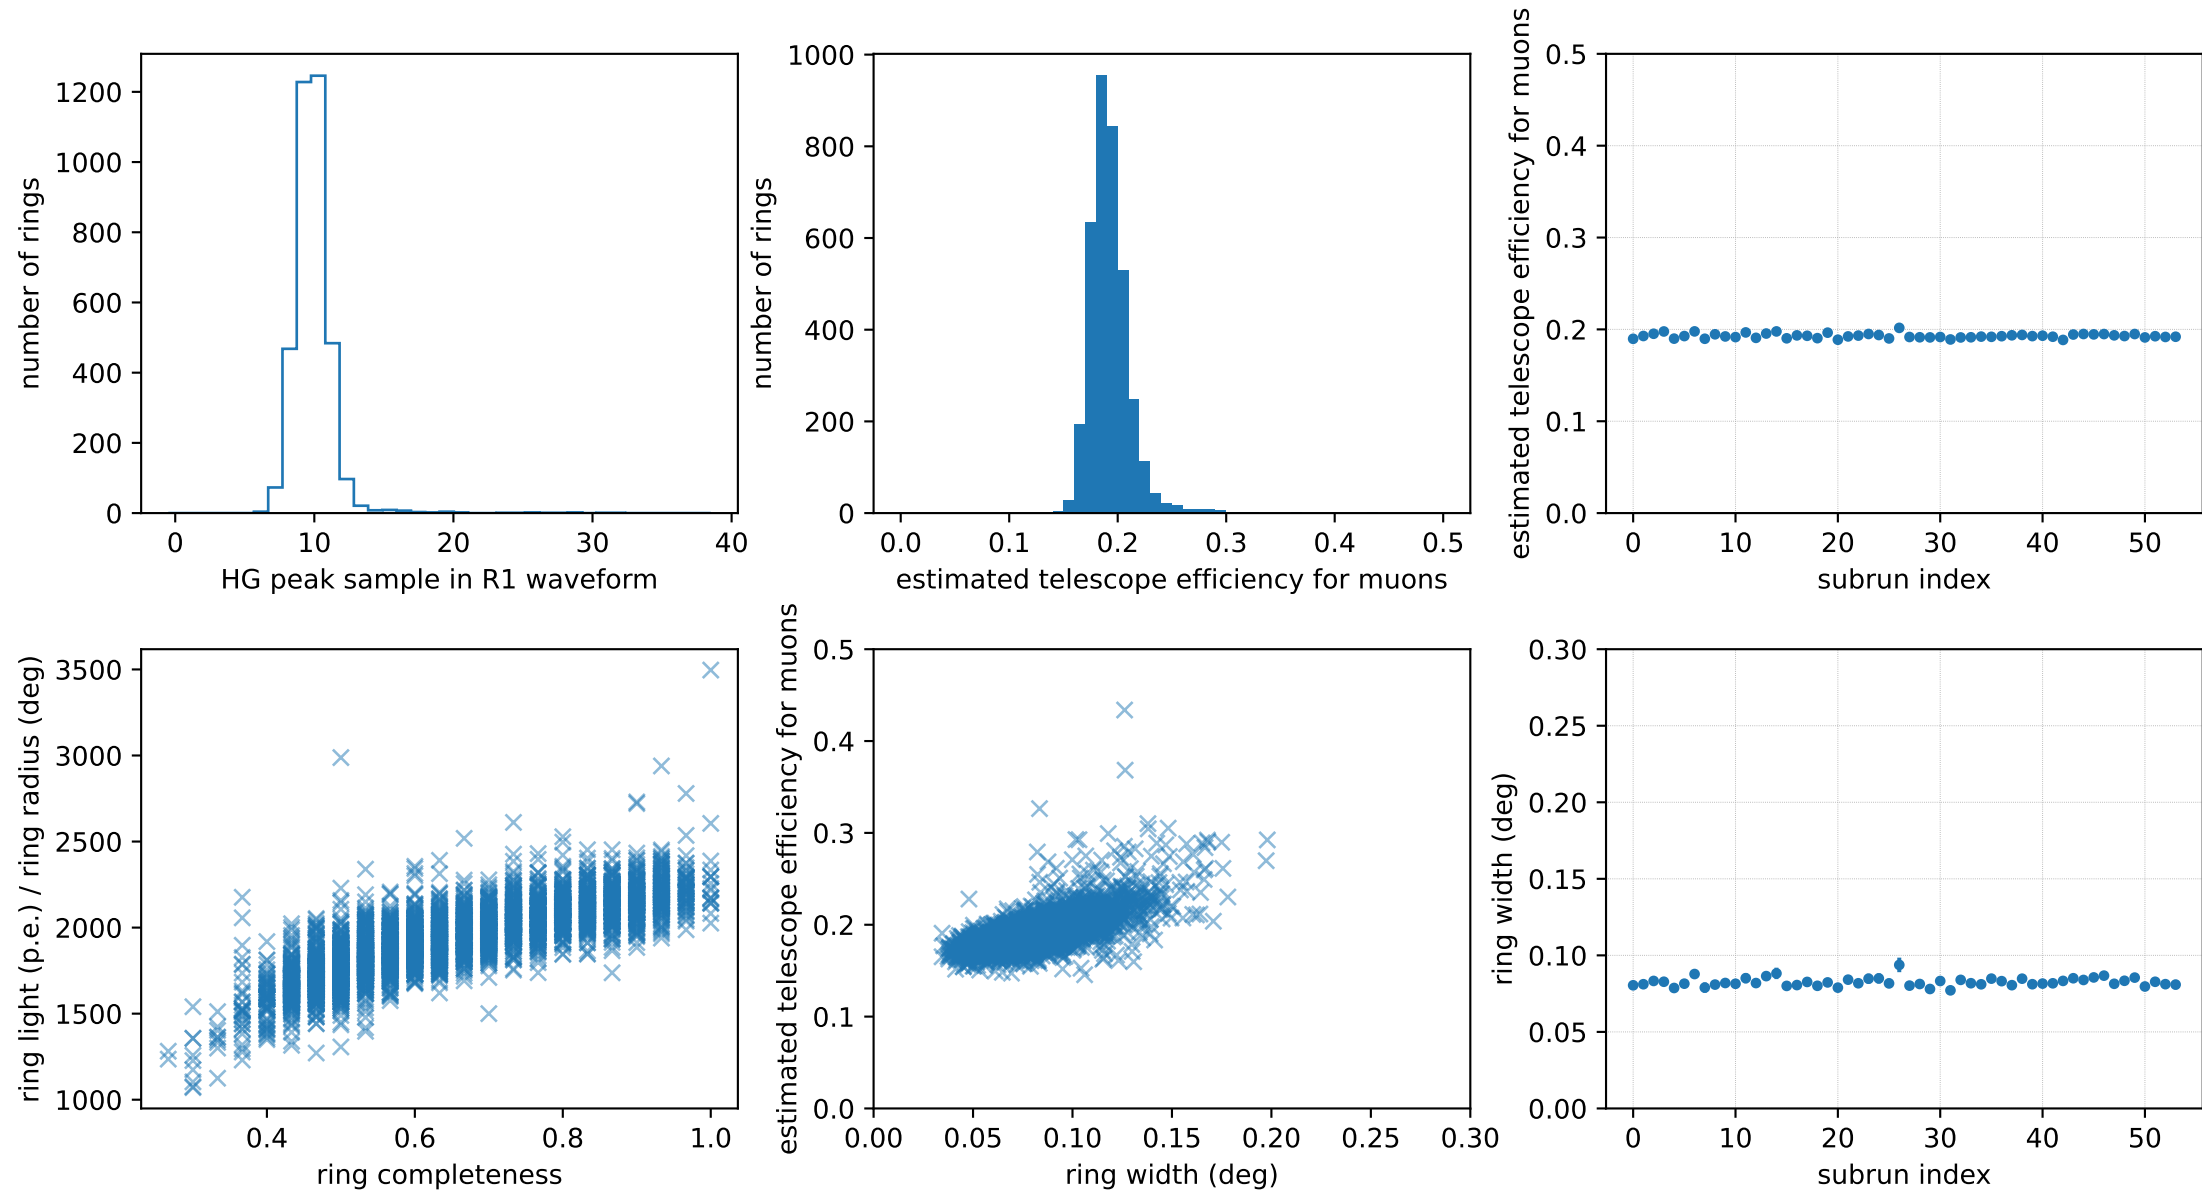 number of rings
1200
1000
800
600
400
200
0
0 10 20 30 40
HG peak sample in R1 waveform
number of rings
1000
800
600
400
200
0
0.0 0.1 0.2 0.3 0.4 0.5
estimated telescope efficiency for muons
estimated telescope efficiency for muons
0.5
0.4
0.3
0.2
0.1
0.0
0 10 20 30 40 50
subrun index
ring light (p.e.) / ring radius (deg)
3500
3000
2500
2000
1500
1000
0.4 0.6 0.8 1.0
ring completeness
estimated telescope efficiency for muons
0.5
0.4
0.3
0.2
0.1
0.0
0.00 0.05 0.10 0.15 0.20 0.25 0.30
ring width (deg)
ring width (deg)
0.30
0.25
0.20
0.15
0.10
0.05
0.00
0 10 20 30 40 50
subrun index